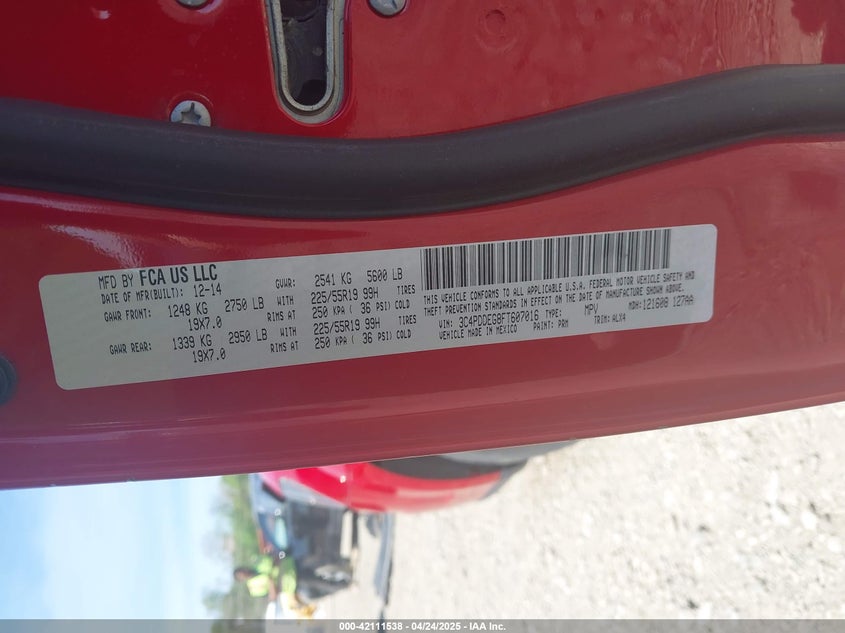 MFD BY FCA US LLC
DATE OF MFR(BUILT): 12-14 GVWR: 2541 KG 5600 LB
GAWR FRONT: 1248 KG 2750 LB WITH 225/55R19 99H TIRES
19X7.0 RIMS AT 250 KPA ( 36 PSI) COLD
GAWR REAR: 1339 KG 2950 LB WITH 225/55R19 99H TIRES
19X7.0 RIMS AT 250 KPA ( 36 PSI) COLD
THIS VEHICLE CONFORMS TO ALL APPLICABLE U.S.A. FEDERAL MOTOR VEHICLE SAFETY AND
THEFT PREVENTION STANDARDS IN EFFECT ON THE DATE OF MANUFACTURE SHOWN ABOVE.
VIN: 3C4PDDEG8FT607016 TYPE: MPV MDH: 121608 127AA
VEHICLE MADE IN MEXICO PAINT: PRM TRIM: ALX4
000-42111538 - 04/24/2025 - IAA Inc.